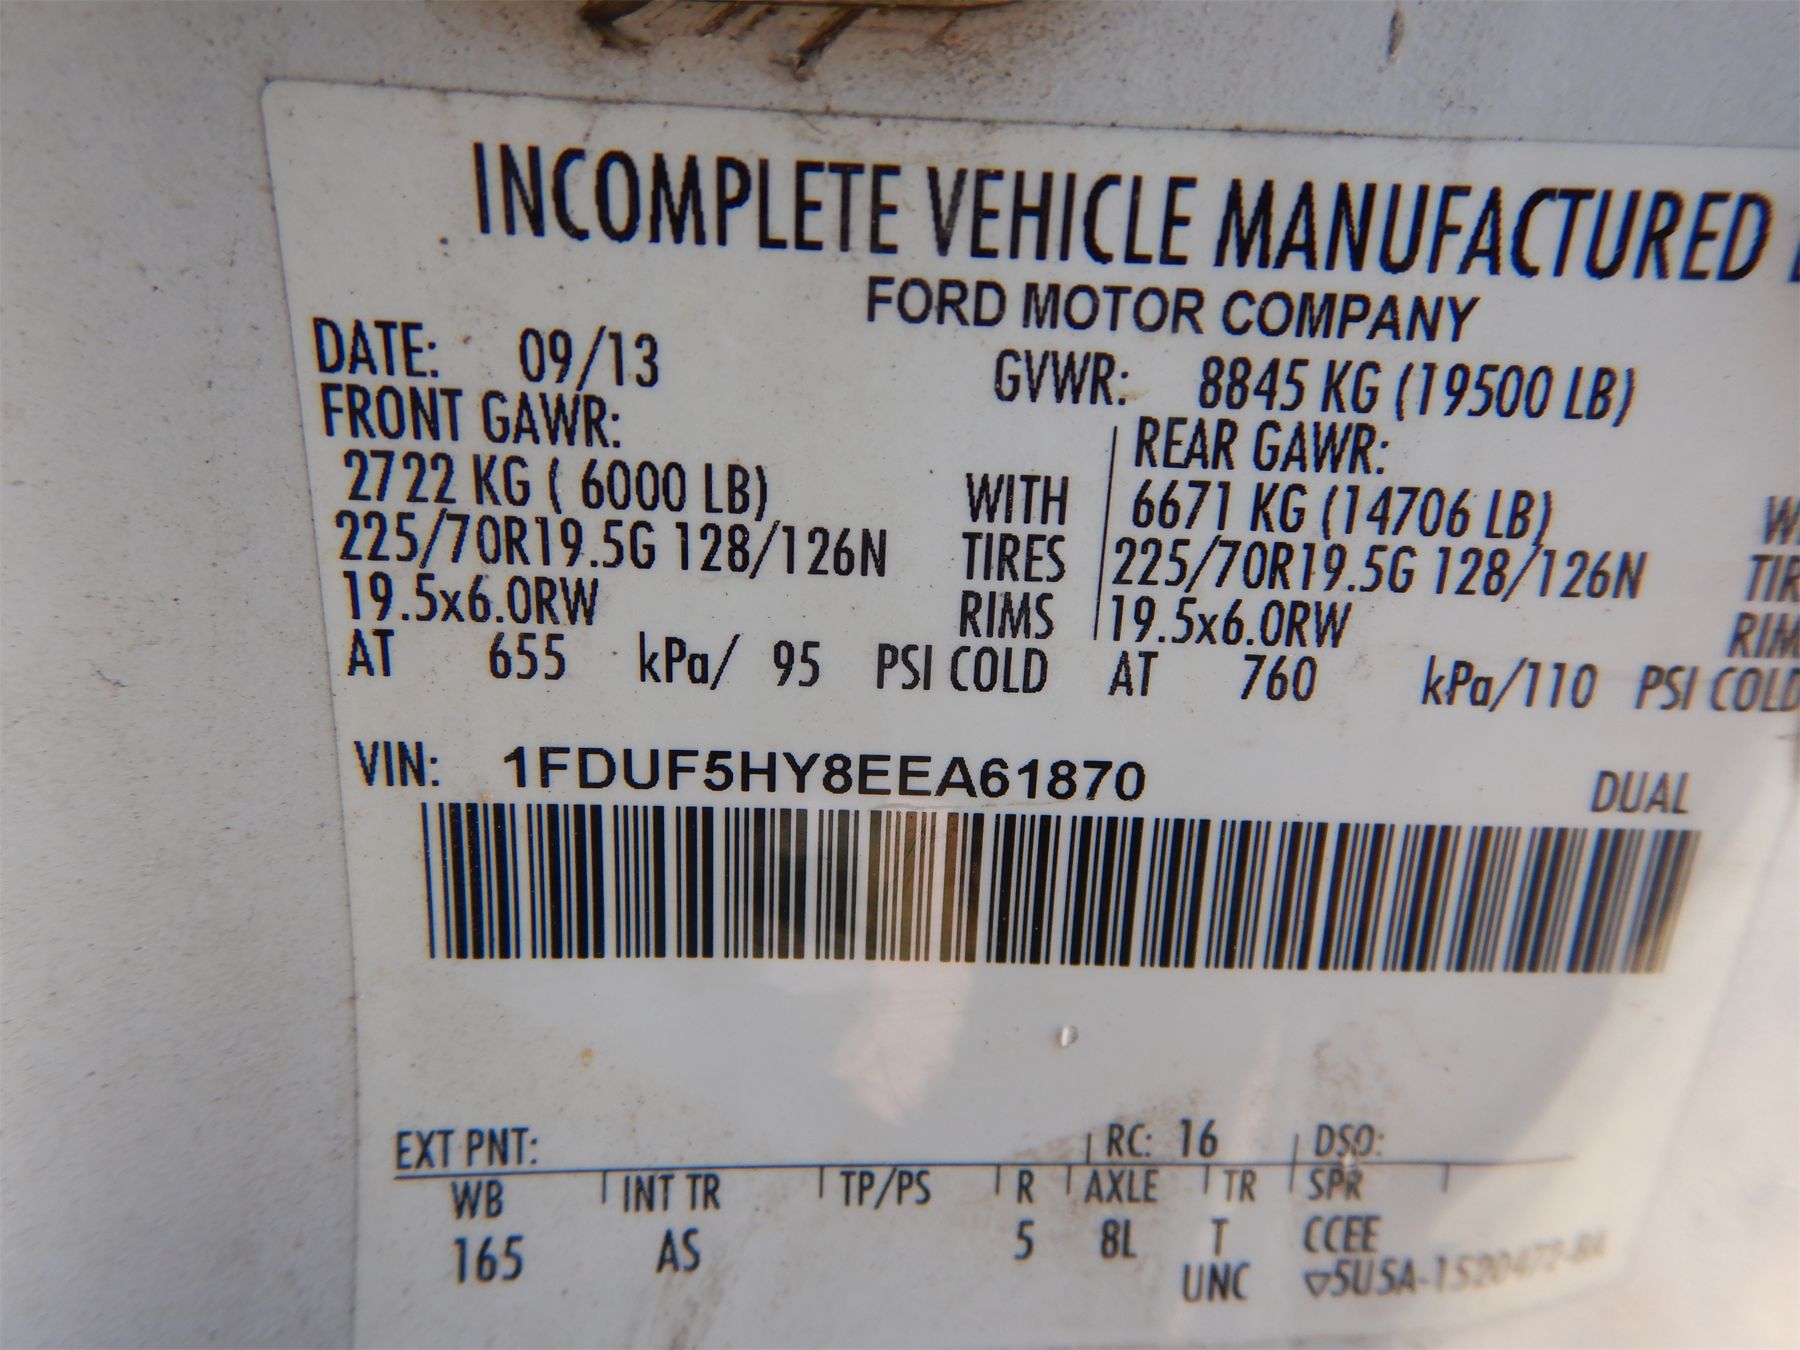 INCOMPLETE VEHICLE MANUFACTURED
FORD MOTOR COMPANY
DATE: 09/13 GVWR: 8845 KG (19500 LB)
FRONT GAWR: REAR GAWR:
2722 KG ( 6000 LB) WITH 6671 KG (14706 LB)
225/70R19.5G 128/126N TIRES 225/70R19.5G 128/126N
19.5x6.0RW RIMS 19.5x6.0RW
AT 655 kPa/ 95 PSI COLD AT 760 kPa/110 PSI COLD
VIN: 1FDUF5HY8EEA61870 DUAL
EXT PNT: RC: 16 DSO:
WB INT TR TP/PS R AXLE TR SPR
165 AS 5 8L T CCEE
UNC